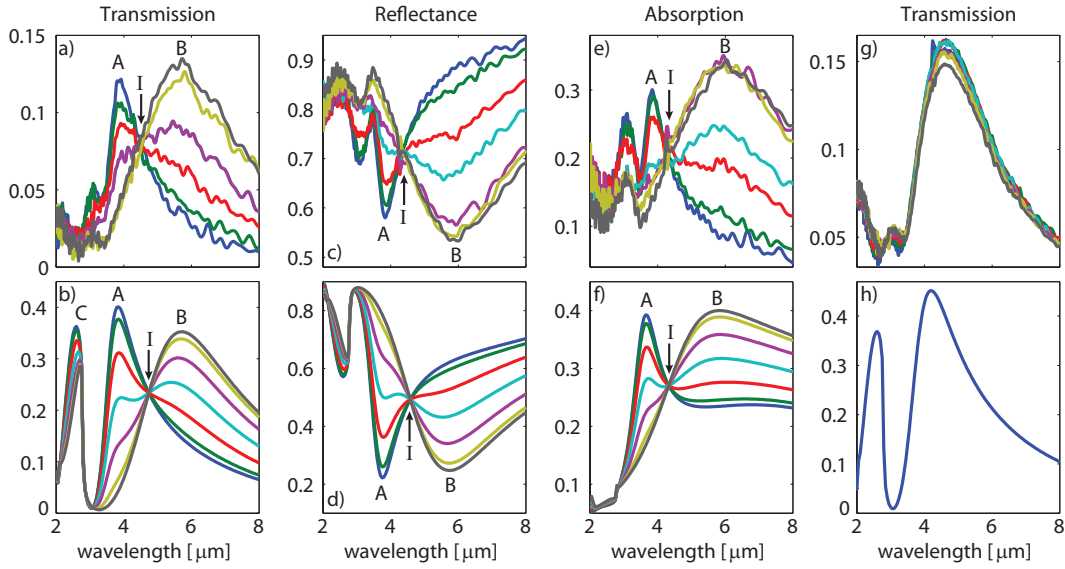 Transmission Reflectance Absorption Transmission
0.15 a) A I B
0.1
0.05
0
0.9
0.8
0.7
0.6
0.5 c) A I B
e) A I B
0.3
0.2
0.1
g)
0.15
0.1
0.05
b) C A I B
0.4
0.3
0.2
0.1
0
0.8
0.6
0.4
0.2 d) A I B
f) A I B
0.4
0.3
0.2
0.1
h)
0.4
0.3
0.2
0.1
0
2 4 6 8 2 4 6 8 2 4 6 8 2 4 6 8
wavelength [μm] wavelength [μm] wavelength [μm] wavelength [μm]